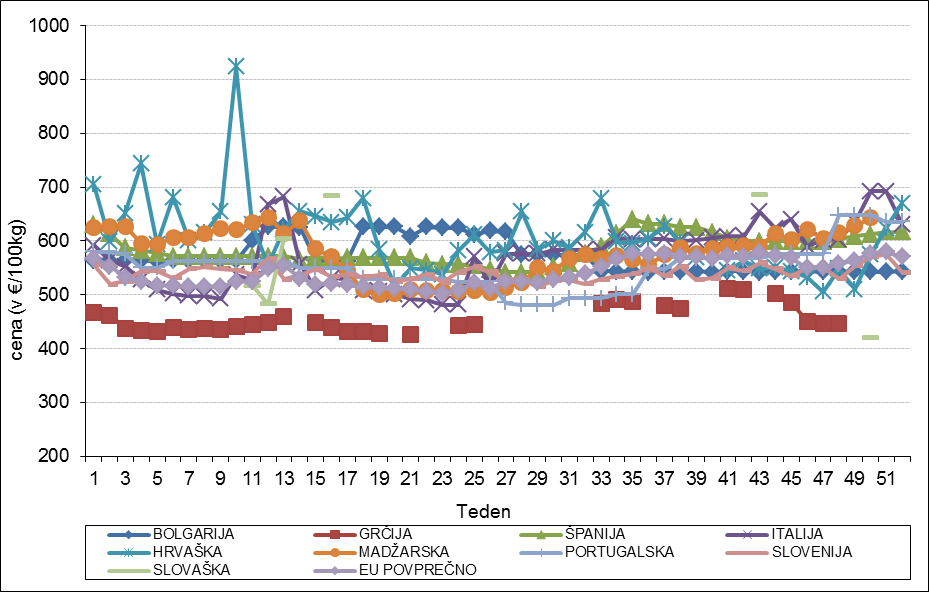 1000
900
800
700
600
500
400
300
200
cena (v €/100kg)
1 3 5 7 9 11 13 15 17 19 21 23 25 27 29 31 33 35 37 39 41 43 45 47 49 51
Teden
BOLGARIJA GRČIJA ŠPANIJA ITALIJA
HRVAŠKA MADŽARSKA PORTUGALSKA SLOVENIJA
SLOVAŠKA EU POVPREČNO